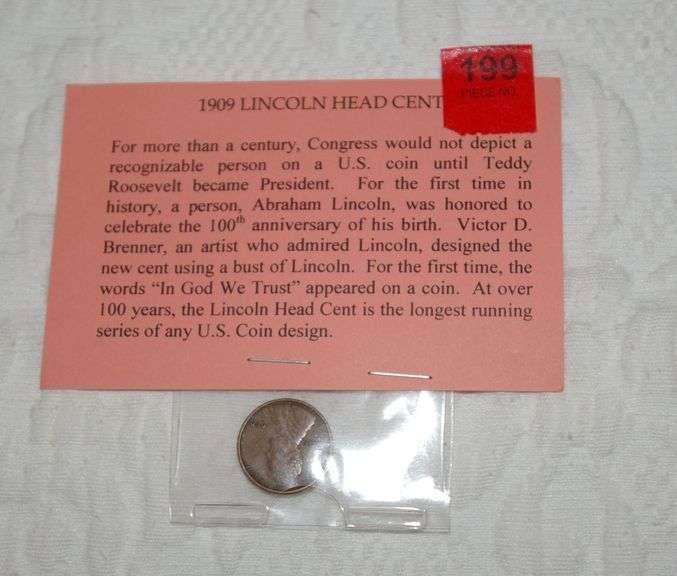 199
PIECE NO.
1909 LINCOLN HEAD CENT
For more than a century, Congress would not depict a
recognizable person on a U.S. coin until Teddy
Roosevelt became President. For the first time in
history, a person, Abraham Lincoln, was honored to
celebrate the 100th anniversary of his birth. Victor D.
Brenner, an artist who admired Lincoln, designed the
new cent using a bust of Lincoln. For the first time, the
words “In God We Trust” appeared on a coin. At over
100 years, the Lincoln Head Cent is the longest running
series of any U.S. Coin design.